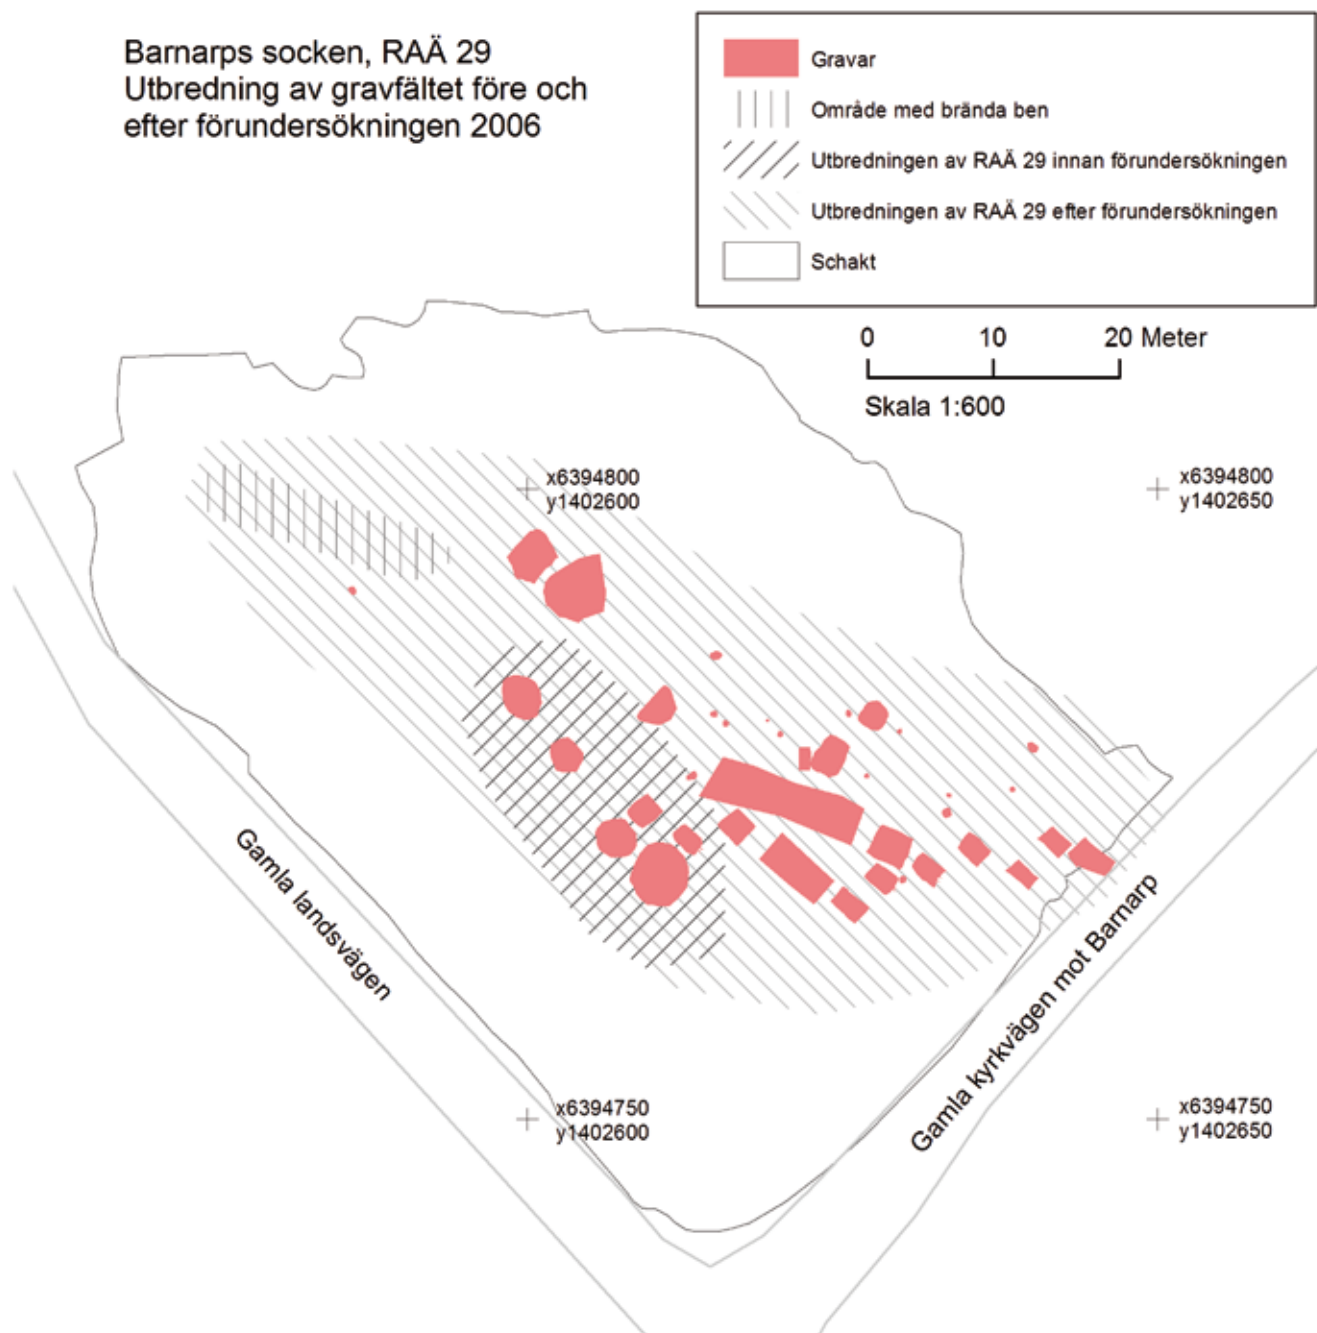 Barnarps socken, RAÄ 29
Utbredning av gravfältet före och
efter förundersökningen 2006
Gravar
Område med brända ben
Utbredningen av RAÄ 29 innan förundersökningen
Utbredningen av RAÄ 29 efter förundersökningen
Schakt
0 10 20 Meter
Skala 1:600
x6394800
y1402600
x6394800
y1402650
Gamla landsvägen
Gamla kyrkvägen mot Barnarp
x6394750
y1402600
x6394750
y1402650